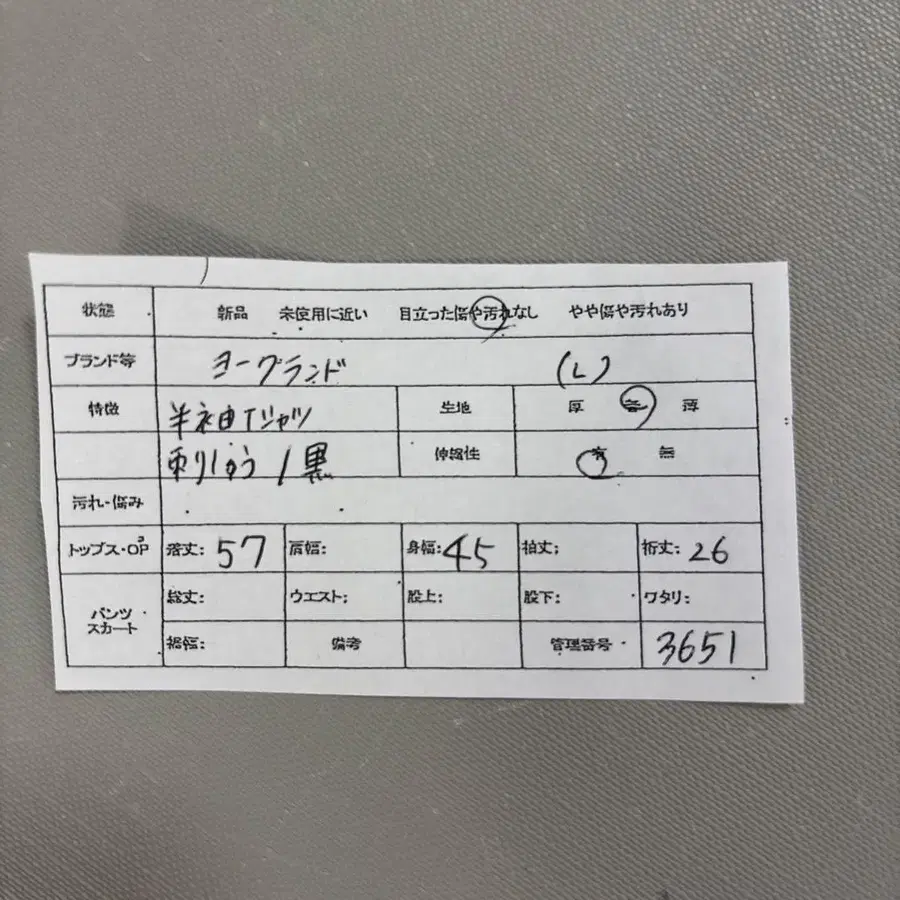 状態 新品 未使用に近い 目立った傷や汚れなし やや傷や汚れあり
ブランド等 ヨーグランド (L)
特徴 半袖Tシャツ 生地 厚 普 薄
刺しゅう / 黒 伸縮性 有 無
汚れ・傷み
トップス・OP 着丈: 57 肩幅: 身幅: 45 袖丈; 裄丈: 26
パンツ スカート 総丈: ウエスト; 股上: 股下: ワタリ:
裾幅: 備考 管理番号 3651